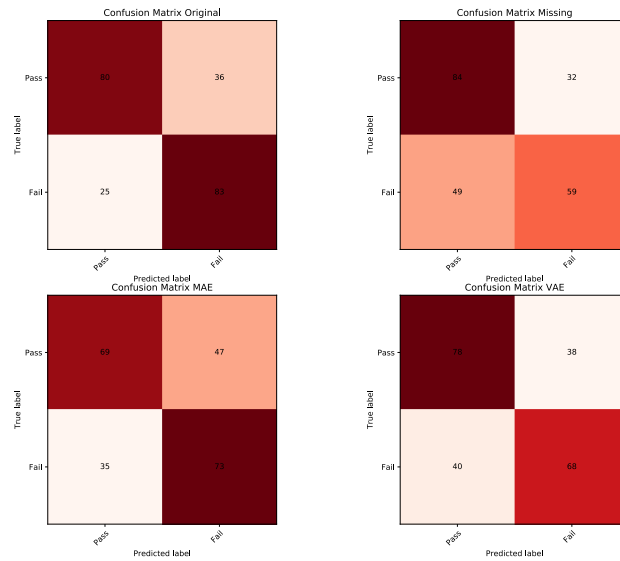 Confusion Matrix Original
True label
Pass
80
36
Fail
25
83
Pass
Fail
Predicted label
Confusion Matrix Missing
True label
Pass
84
32
Fail
49
59
Pass
Fail
Predicted label
Confusion Matrix MAE
True label
Pass
69
47
Fail
35
73
Pass
Fail
Predicted label
Confusion Matrix VAE
True label
Pass
78
38
Fail
40
68
Pass
Fail
Predicted label